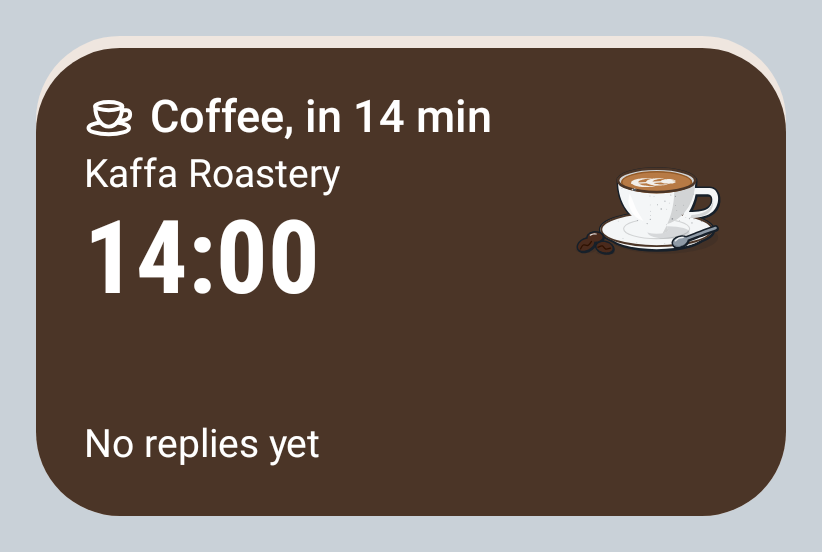 Coffee, in 14 min
Kaffa Roastery
14:00
No replies yet